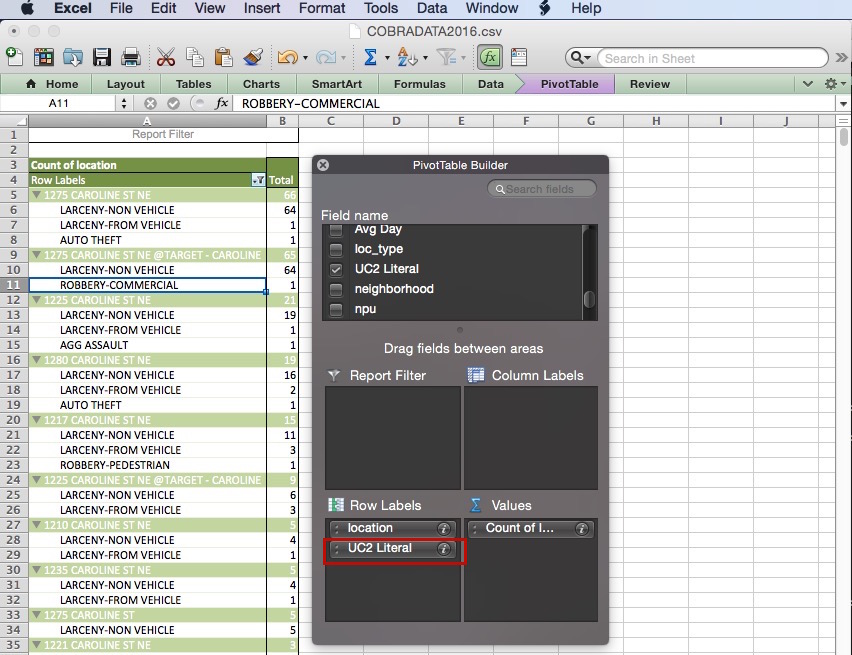 Excel File Edit View Insert Format Tools Data Window Help
COBRADATA2016.csv
Search in Sheet
Home Layout Tables Charts SmartArt Formulas Data PivotTable Review
A11 fx ROBBERY-COMMERCIAL
A B C D E F G H I J
1 Report Filter
2
3 Count of location
4 Row Labels Total
5 1275 CAROLINE ST NE 66
6 LARCENY-NON VEHICLE 64
7 LARCENY-FROM VEHICLE 1
8 AUTO THEFT 1
9 1275 CAROLINE ST NE @TARGET - CAROLINE 65
10 LARCENY-NON VEHICLE 64
11 ROBBERY-COMMERCIAL 1
12 1225 CAROLINE ST NE 21
13 LARCENY-NON VEHICLE 19
14 LARCENY-FROM VEHICLE 1
15 AGG ASSAULT 1
16 1280 CAROLINE ST NE 19
17 LARCENY-NON VEHICLE 16
18 LARCENY-FROM VEHICLE 2
19 AUTO THEFT 1
20 1217 CAROLINE ST NE 15
21 LARCENY-NON VEHICLE 11
22 LARCENY-FROM VEHICLE 3
23 ROBBERY-PEDESTRIAN 1
24 1225 CAROLINE ST NE @TARGET - CAROLINE 9
25 LARCENY-NON VEHICLE 6
26 LARCENY-FROM VEHICLE 3
27 1210 CAROLINE ST NE 5
28 LARCENY-NON VEHICLE 4
29 LARCENY-FROM VEHICLE 1
30 1235 CAROLINE ST NE 5
31 LARCENY-NON VEHICLE 4
32 LARCENY-FROM VEHICLE 1
33 1275 CAROLINE ST 5
34 LARCENY-NON VEHICLE 5
35 1221 CAROLINE ST NE 3
PivotTable Builder
Search fields
Field name
Avg Day
loc_type
UC2 Literal
neighborhood
npu
Drag fields between areas
Report Filter Column Labels
Row Labels Values
location Count of l...
UC2 Literal